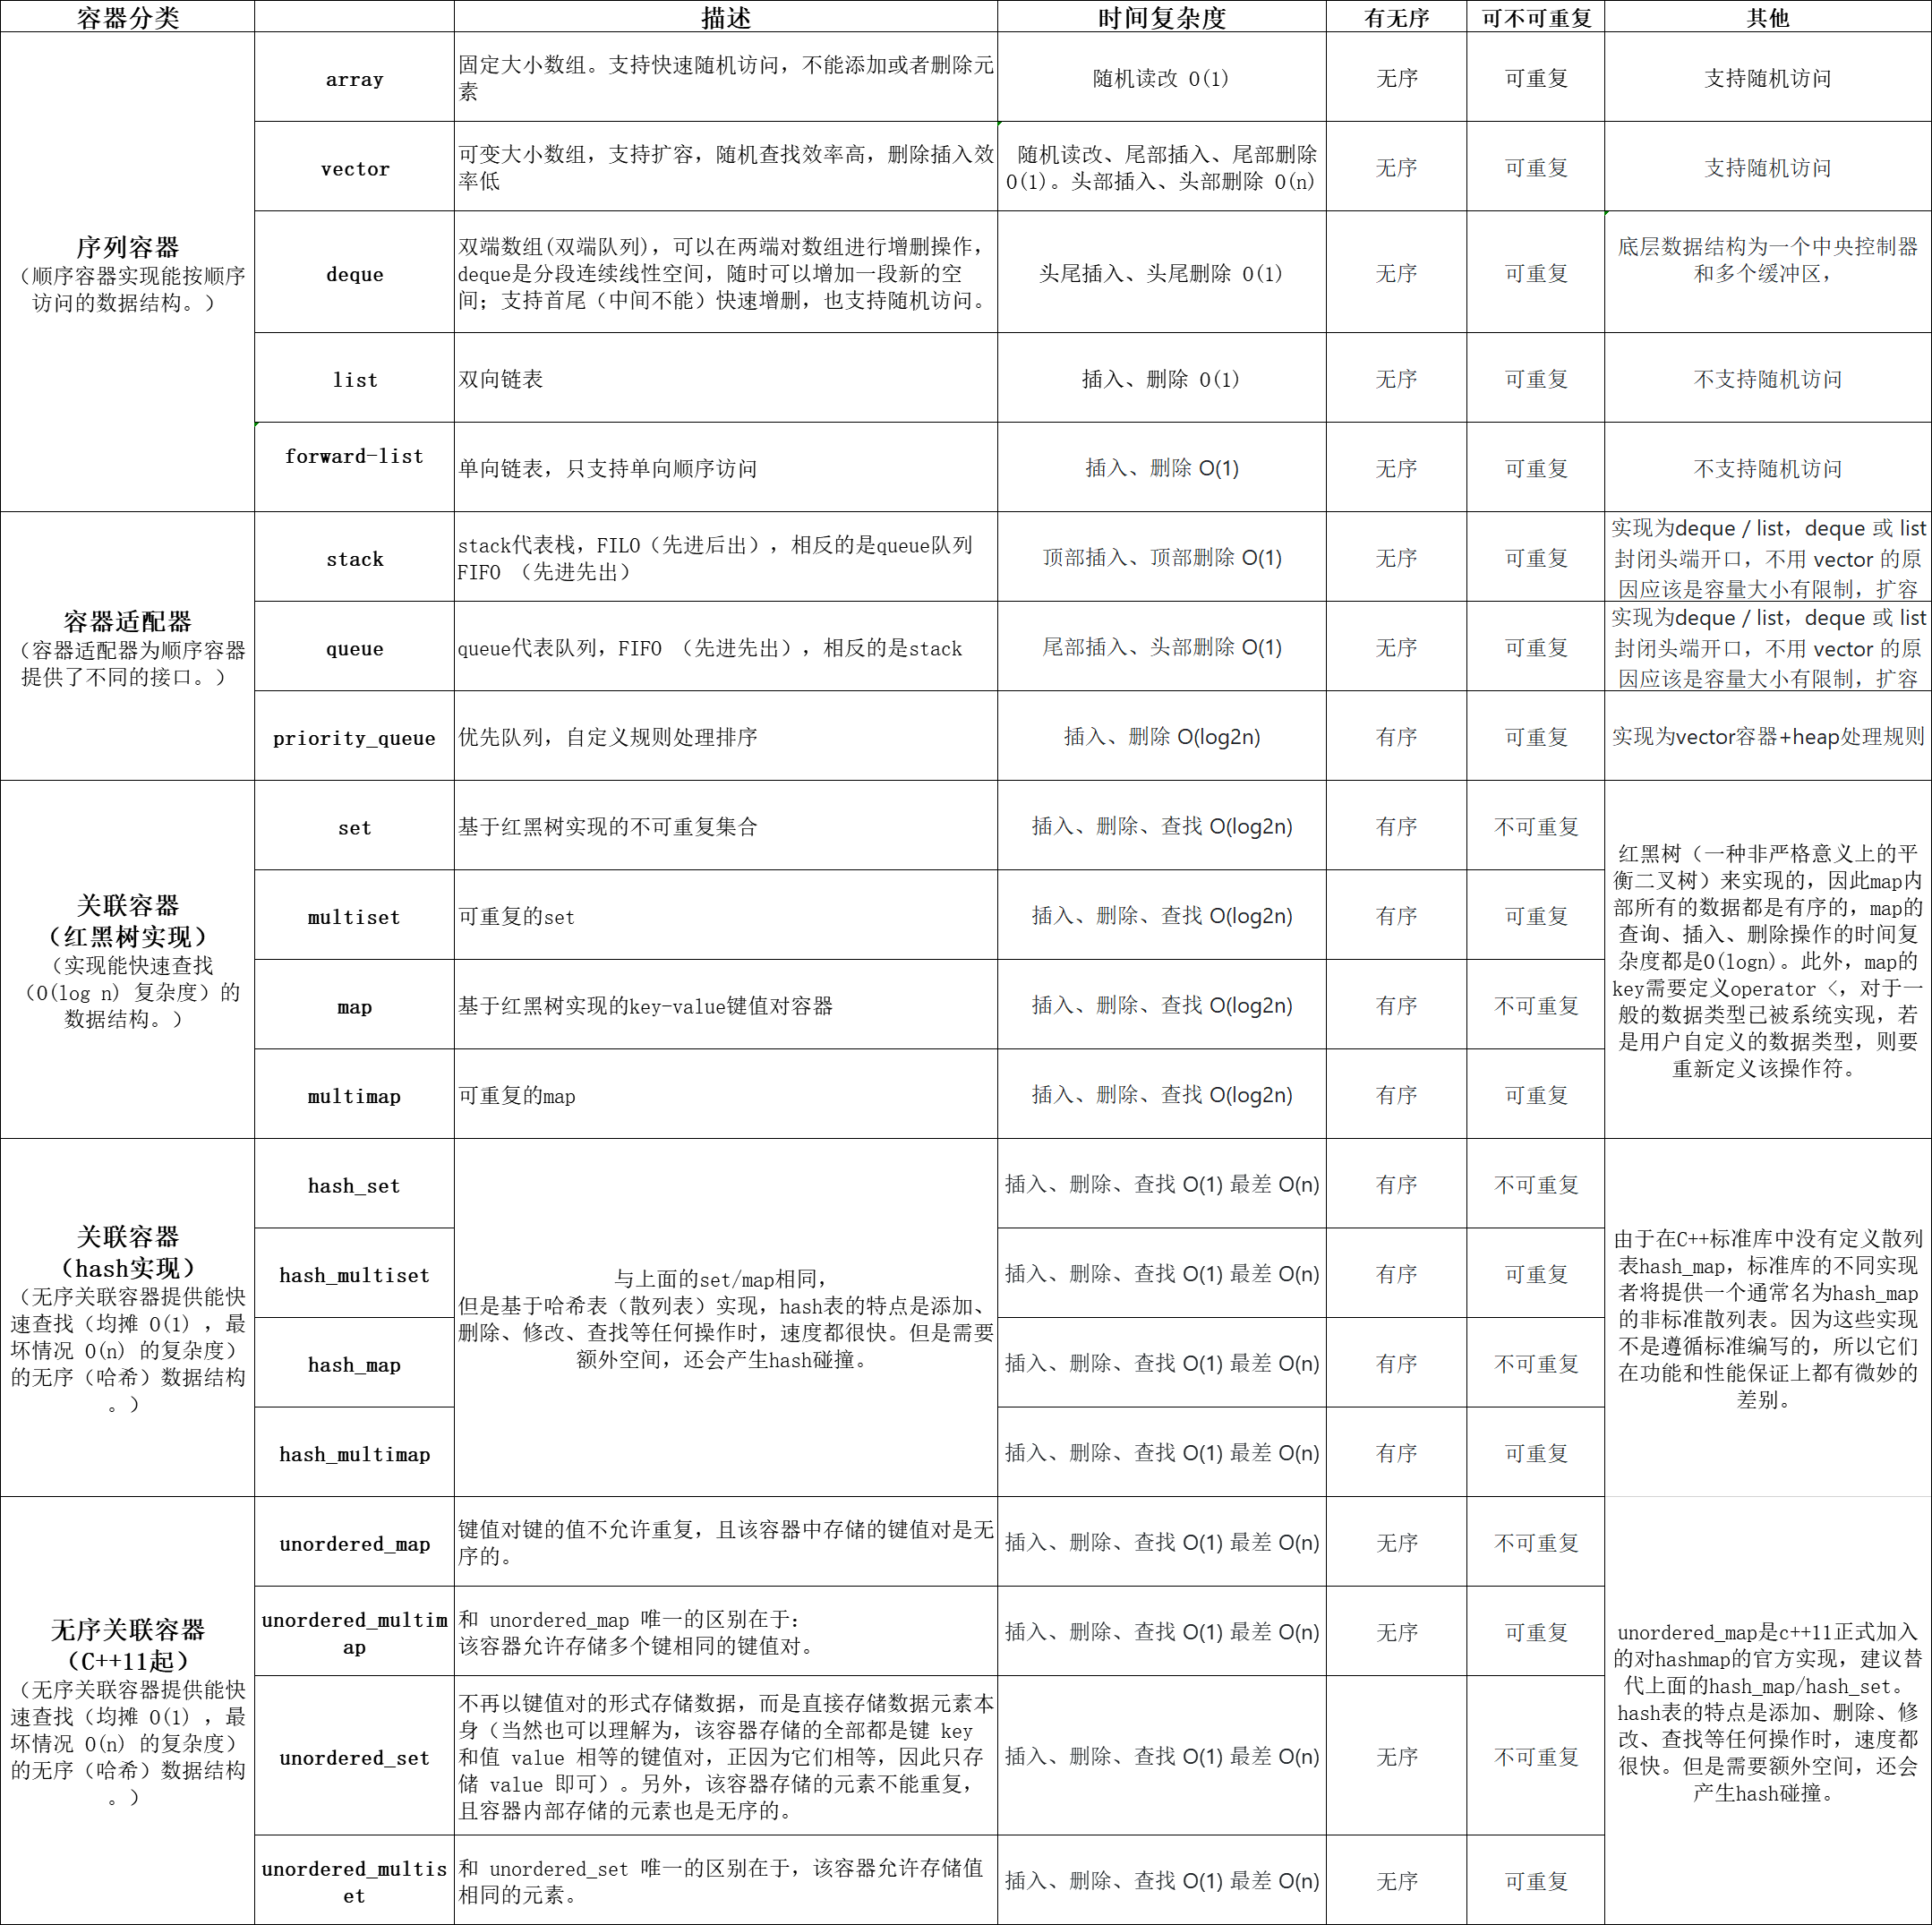 容器分类
描述
时间复杂度
有无序
可不可重复
其他
序列容器
（顺序容器实现能按顺序
访问的数据结构。）
array
固定大小数组。支持快速随机访问，不能添加或者删除元
素
随机读改 O(1)
无序
可重复
支持随机访问
vector
可变大小数组，支持扩容，随机查找效率高，删除插入效
率低
随机读改、尾部插入、尾部删除
O(1)。头部插入、头部删除 O(n)
无序
可重复
支持随机访问
deque
双端数组(双端队列)，可以在两端对数组进行增删操作，
deque是分段连续线性空间，随时可以增加一段新的空
间；支持首尾（中间不能）快速增删，也支持随机访问。
头尾插入、头尾删除 O(1)
无序
可重复
底层数据结构为一个中央控制器
和多个缓冲区，
list
双向链表
插入、删除 O(1)
无序
可重复
不支持随机访问
forward-list
单向链表，只支持单向顺序访问
插入、删除 O(1)
无序
可重复
不支持随机访问
容器适配器
（容器适配器为顺序容器
提供了不同的接口。）
stack
stack代表栈，FILO（先进后出），相反的是queue队列
FIFO （先进先出）
顶部插入、顶部删除 O(1)
无序
可重复
实现为deque / list，deque 或 list
封闭头端开口，不用 vector 的原
因应该是容量大小有限制，扩容
queue
queue代表队列，FIFO （先进先出），相反的是stack
尾部插入、头部删除 O(1)
无序
可重复
实现为deque / list，deque 或 list
封闭头端开口，不用 vector 的原
因应该是容量大小有限制，扩容
priority_queue
优先队列，自定义规则处理排序
插入、删除 O(log2n)
有序
可重复
实现为vector容器+heap处理规则
关联容器
（红黑树实现）
（实现能快速查找
（O(log n) 复杂度）的
数据结构。）
set
基于红黑树实现的不可重复集合
插入、删除、查找 O(log2n)
有序
不可重复
multiset
可重复的set
插入、删除、查找 O(log2n)
有序
可重复
map
基于红黑树实现的key-value键值对容器
插入、删除、查找 O(log2n)
有序
不可重复
multimap
可重复的map
插入、删除、查找 O(log2n)
有序
可重复
红黑树（一种非严格意义上的平
衡二叉树）来实现的，因此map内
部所有的数据都是有序的，map的
查询、插入、删除操作的时间复
杂度都是O(logn)。此外，map的
key需要定义operator <，对于一
般的数据类型已被系统实现，若
是用户自定义的数据类型，则要
重新定义该操作符。
关联容器
（hash实现）
（无序关联容器提供能快
速查找（均摊 O(1) ，最
坏情况 O(n) 的复杂度）
的无序（哈希）数据结构
。）
hash_set
插入、删除、查找 O(1) 最差 O(n)
有序
不可重复
hash_multiset
插入、删除、查找 O(1) 最差 O(n)
有序
可重复
hash_map
插入、删除、查找 O(1) 最差 O(n)
有序
不可重复
hash_multimap
插入、删除、查找 O(1) 最差 O(n)
有序
可重复
与上面的set/map相同，
但是基于哈希表（散列表）实现，hash表的特点是添加、
删除、修改、查找等任何操作时，速度都很快。但是需要
额外空间，还会产生hash碰撞。
由于在C++标准库中没有定义散列
表hash_map，标准库的不同实现
者将提供一个通常名为hash_map
的非标准散列表。因为这些实现
不是遵循标准编写的，所以它们
在功能和性能保证上都有微妙的
差别。
无序关联容器
（C++11起）
（无序关联容器提供能快
速查找（均摊 O(1) ，最
坏情况 O(n) 的复杂度）
的无序（哈希）数据结构
。）
unordered_map
键值对键的值不允许重复，且该容器中存储的键值对是无
序的。
插入、删除、查找 O(1) 最差 O(n)
无序
不可重复
unordered_multim
ap
和 unordered_map 唯一的区别在于：
该容器允许存储多个键相同的键值对。
插入、删除、查找 O(1) 最差 O(n)
无序
可重复
unordered_set
不再以键值对的形式存储数据，而是直接存储数据元素本
身（当然也可以理解为，该容器存储的全部都是键 key
和值 value 相等的键值对，正因为它们相等，因此只存
储 value 即可）。另外，该容器存储的元素不能重复，
且容器内部存储的元素也是无序的。
插入、删除、查找 O(1) 最差 O(n)
无序
不可重复
unordered_multis
et
和 unordered_set 唯一的区别在于，该容器允许存储值
相同的元素。
插入、删除、查找 O(1) 最差 O(n)
无序
可重复
unordered_map是c++11正式加入
的对hashmap的官方实现，建议替
代上面的hash_map/hash_set。
hash表的特点是添加、删除、修
改、查找等任何操作时，速度都
很快。但是需要额外空间，还会
产生hash碰撞。